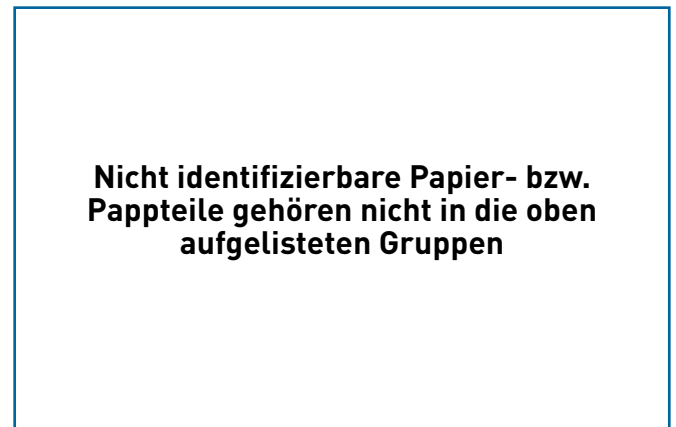 Nicht identifizierbare Papier- bzw.
Pappteile gehören nicht in die oben
aufgelisteten Gruppen